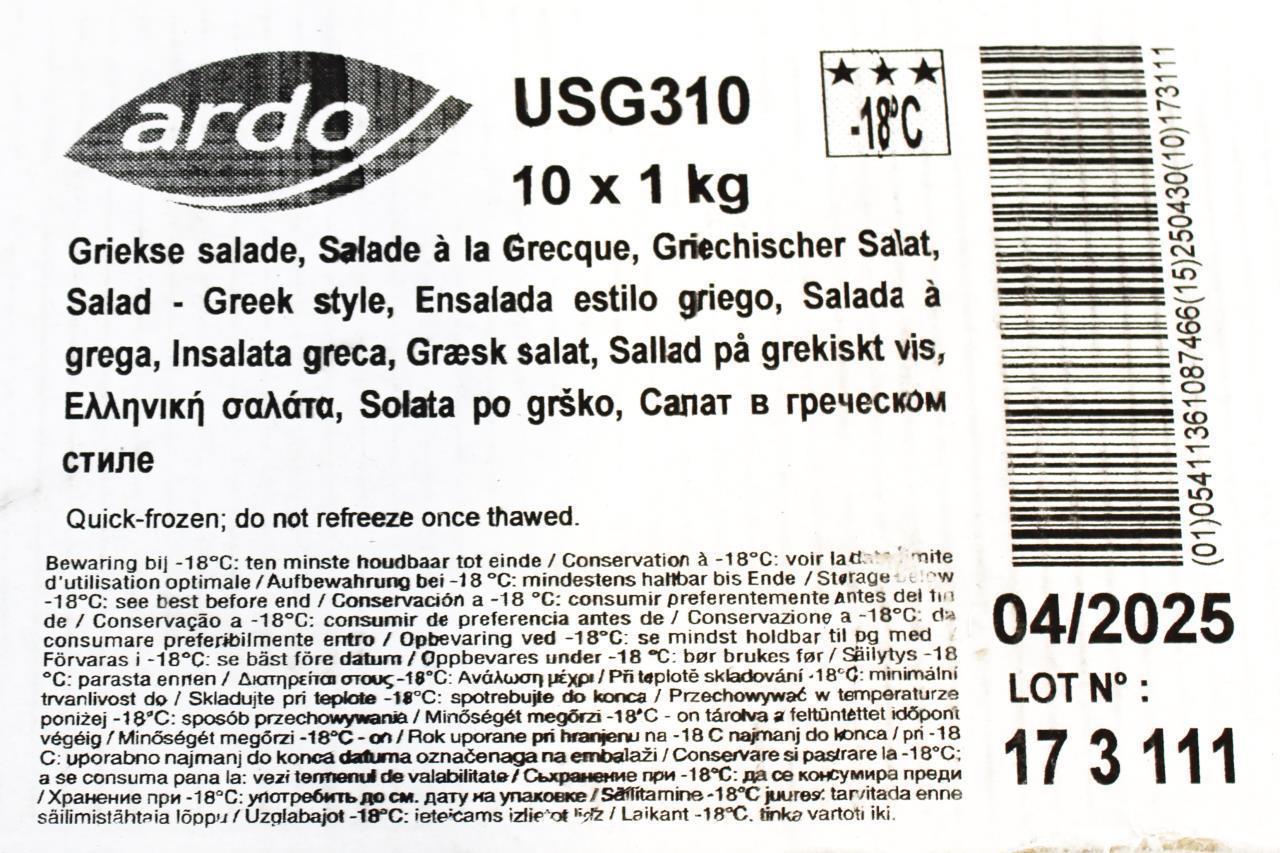 ardo
USG310
10 x 1 kg
-18°C
Griekse salade, Salade à la Grecque, Griechischer Salat,
Salad - Greek style, Ensalada estilo griego, Salada à
grega, Insalata greca, Græsk salat, Sallad på grekiskt vis,
Ελληνική σαλάτα, Solata po grško, Салат в греческом
стиле
Quick-frozen; do not refreeze once thawed.
Bewaring bij -18°C: ten minste houdbaar tot einde / Conservation à -18°C: voir la date limite
d'utilisation optimale / Aufbewahrung bei -18 °C: mindestens haltbar bis Ende / Storage below
-18°C: see best before end / Conservación a -18 °C: consumir preferentemente antes del fin
de / Conservação a -18°C: consumir de preferencia antes de / Conservazione a -18°C: da
consumare preferibilmente entro / Opbevaring ved -18°C: se mindst holdbar til og med /
Förvaras i -18°C: se bäst före datum / Oppbevares under -18 °C: bør brukes før / Säilytys -18
°C: parasta ennen / Διατηρείται στους -18°C: Ανάλωση μέχρι / Při teplotě skladování -18°C: minimální
trvanlivost do / Skladujte pri teplote -18°C: spotrebujte do konca / Przechowywać w temperaturze
poniżej -18°C: sposób przechowywania / Minőségét megőrzi -18°C - on tárolva a feltüntettet időpont
végéig / Minőségét megőrzi -18°C - on / Rok uporane pri hranjenu na -18 C najmanj do konca / pri -18
C: uporabno najmanj do konca datuma označenaga na embalaži / Conservare si pastrare la -18°C;
a se consuma pana la: vezi termenul de valabilitate / Съхранение при -18°C: да се консумира преди
/ Хранение при -18°C: употребить до см. дату на упаковке / Säilitamine -18°C juures: tarvitada enne
säilimistähtaia lõppu / Uzglabajot -18°C: ieteicams izlietot līdz / Laikant -18°C. tinka vartoti iki.
(01)05411361087466(15)250430(10)173111
04/2025
LOT N° :
17 3 111